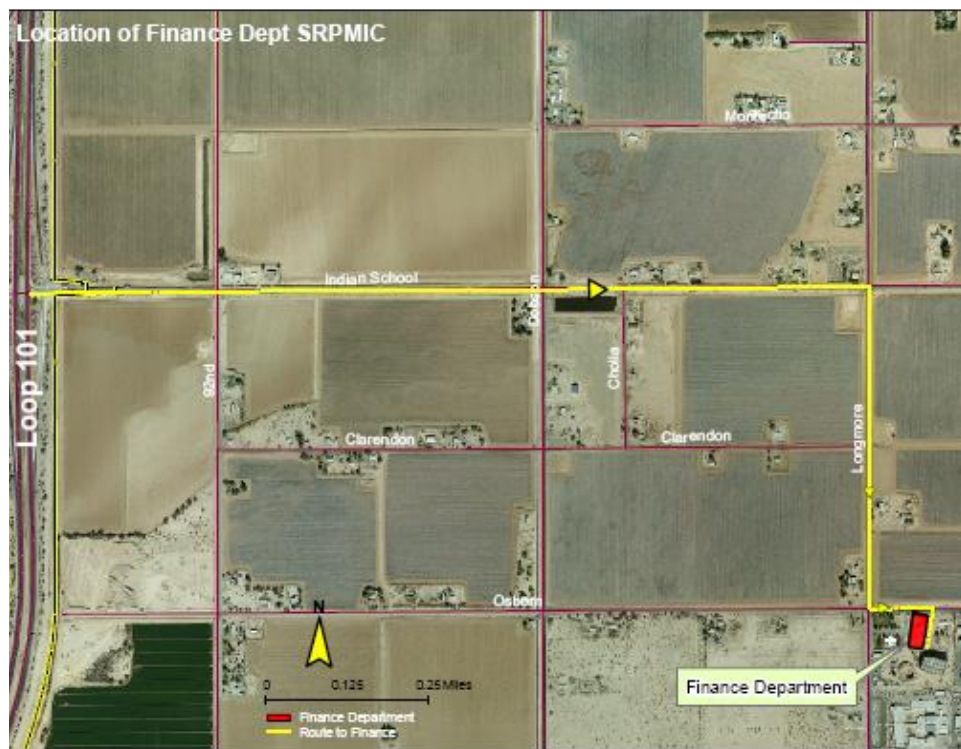 Location of Finance Dept SRPMIC
Indian School
Dobson
Loop 101
92nd
Cholla
Longmore
Clarendon
Clarendon
Osborn
N
0 0.125 0.25 Miles
Finance Department
Route to Finance
Finance Department